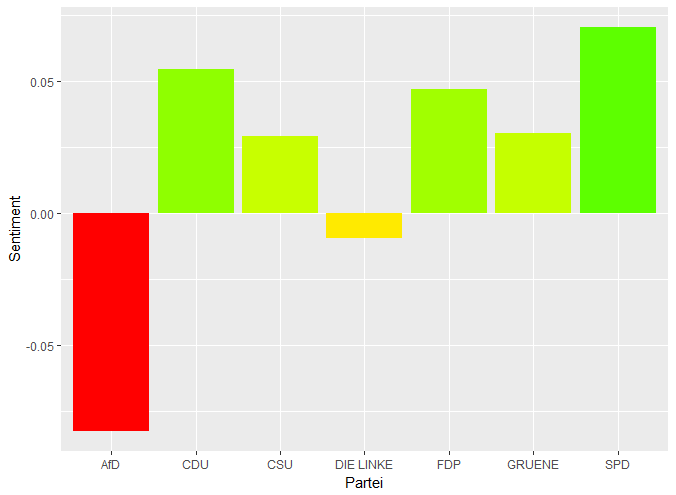 Sentiment
0.05
0.00
-0.05
AfD CDU CSU DIE LINKE FDP GRUENE SPD
Partei